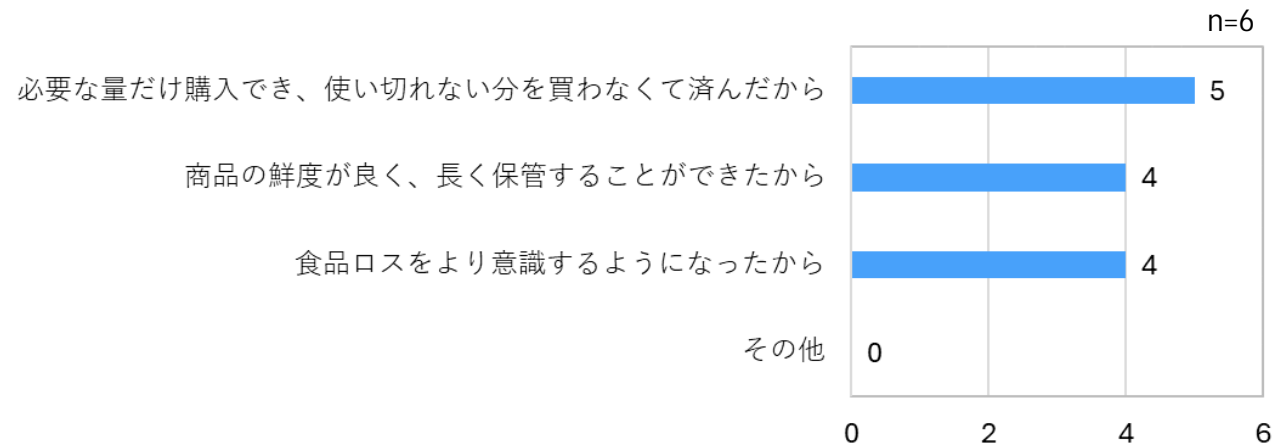 n=6
必要な量だけ購入でき、使い切れない分を買わなくて済んだから 5
商品の鮮度が良く、長く保管することができたから 4
食品ロスをより意識するようになったから 4
その他 0
0 2 4 6